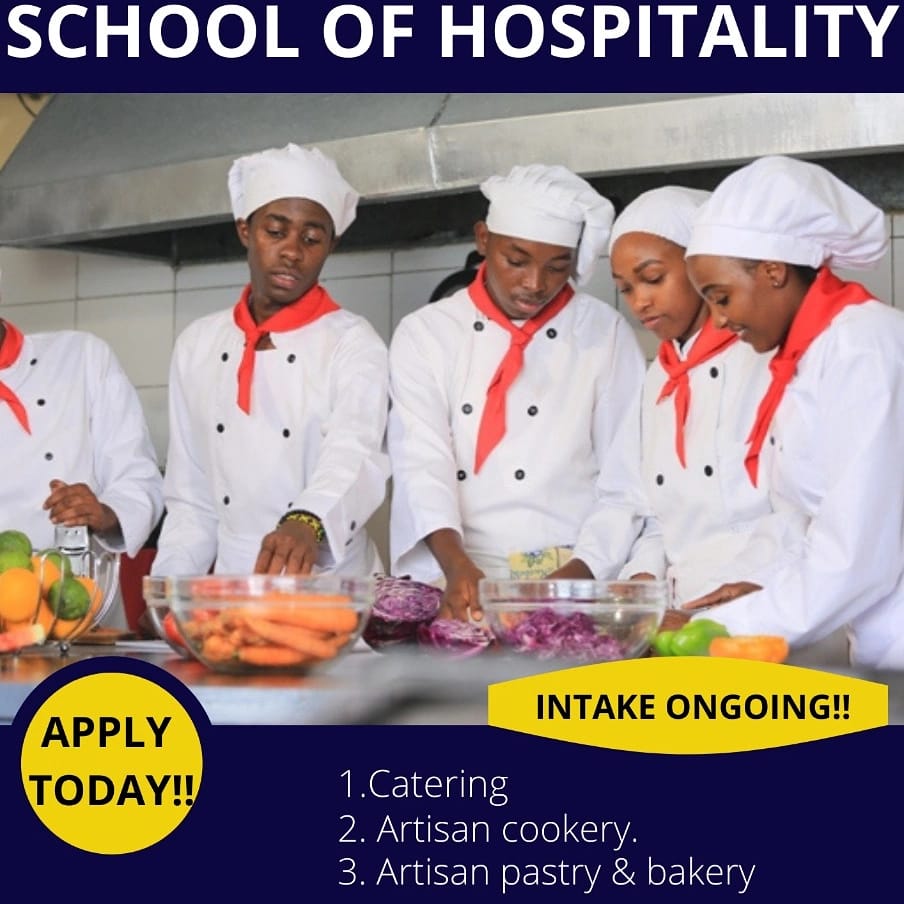 SCHOOL OF HOSPITALITY
INTAKE ONGOING!!
APPLY
TODAY!!
1.Catering
2. Artisan cookery.
3. Artisan pastry & bakery